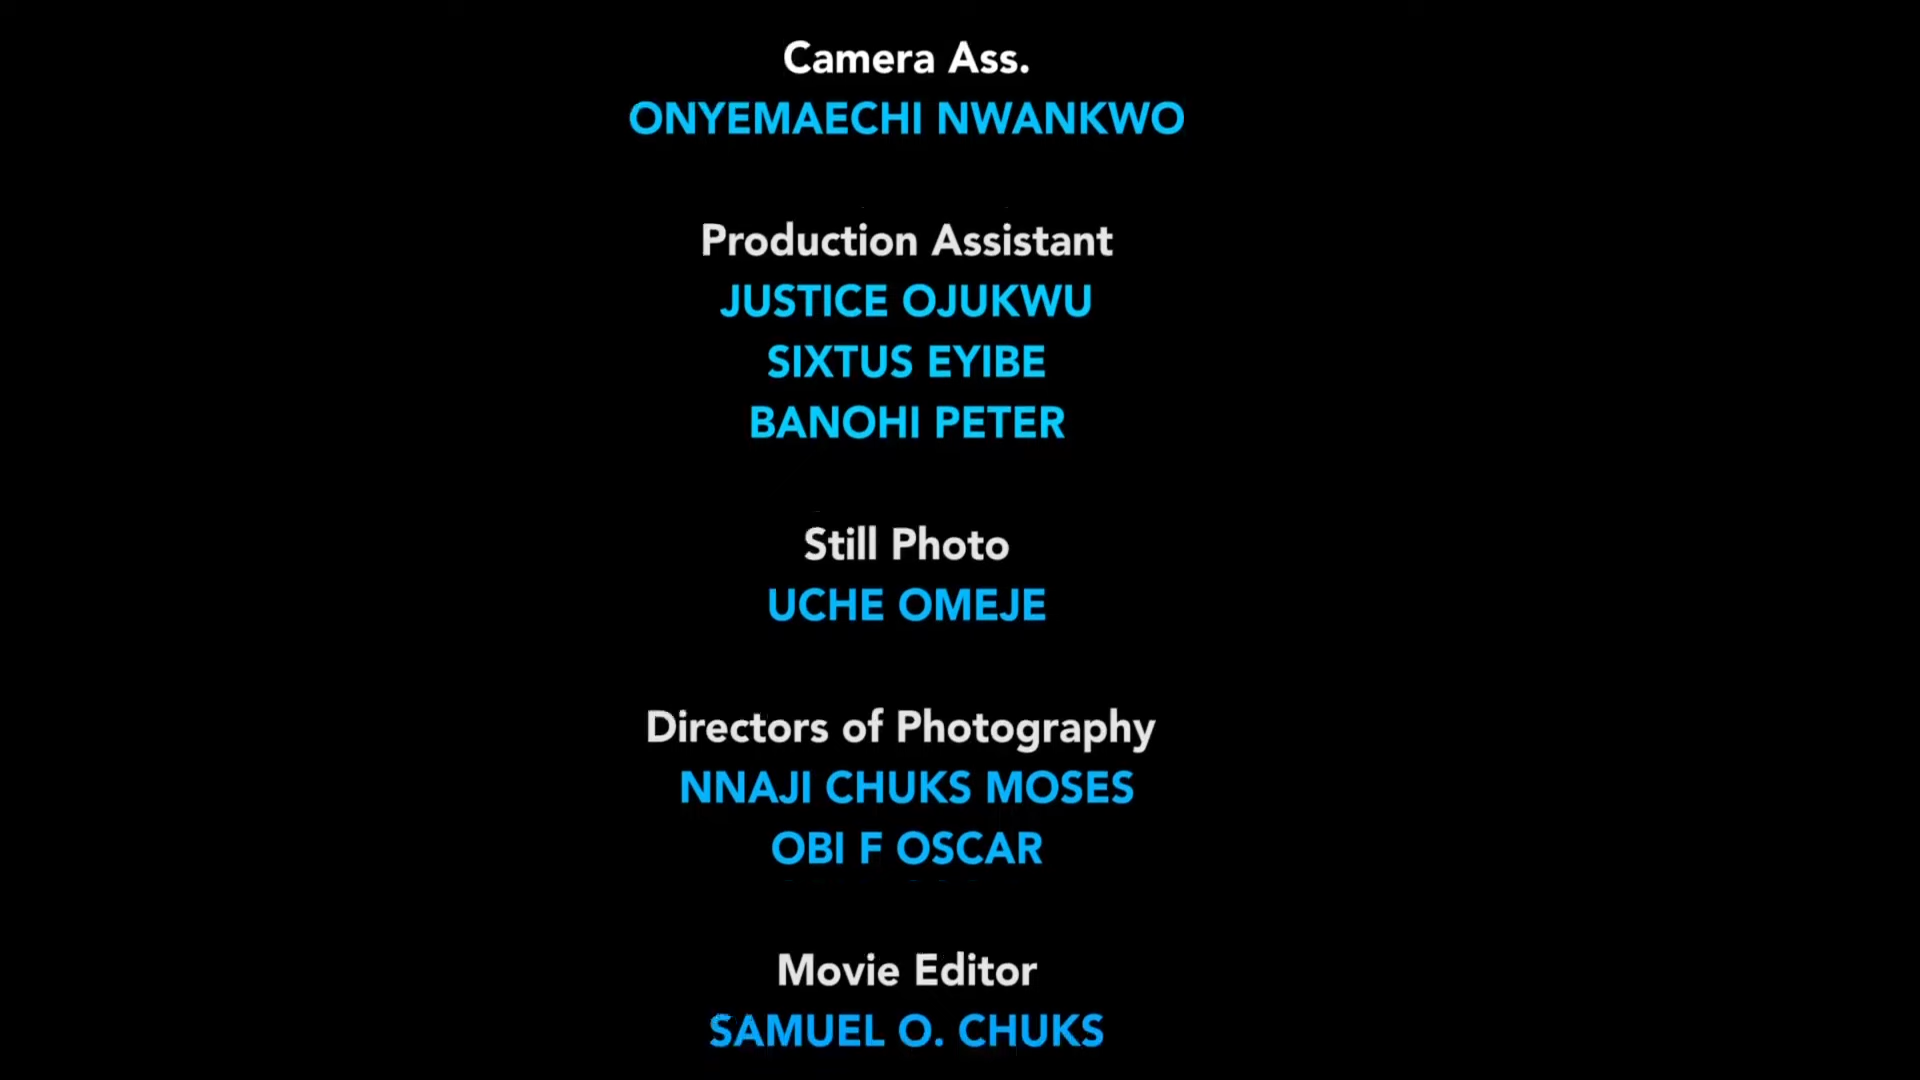 Camera Ass.
ONYEMAECHI NWANKWO
Production Assistant
JUSTICE OJUKWU
SIXTUS EYIBE
BANOHI PETER
Still Photo
UCHE OMEJE
Directors of Photography
NNAJI CHUKS MOSES
OBI F OSCAR
Movie Editor
SAMUEL O. CHUKS